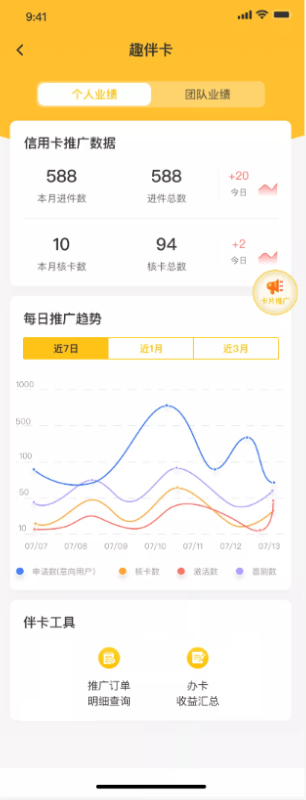 9:41
趣伴卡
个人业绩 团队业绩
信用卡推广数据
588 588 +20
本月进件数 进件总数 今日
10 94 +2
本月核卡数 核卡总数 今日
卡片推广
每日推广趋势
近7日 近1月 近3月
1000
500
100
50
10
07/07 07/08 07/09 07/10 07/11 07/12 07/13
申请数(意向用户) 核卡数 激活数 首刷数
伴卡工具
推广订单 办卡
明细查询 收益汇总